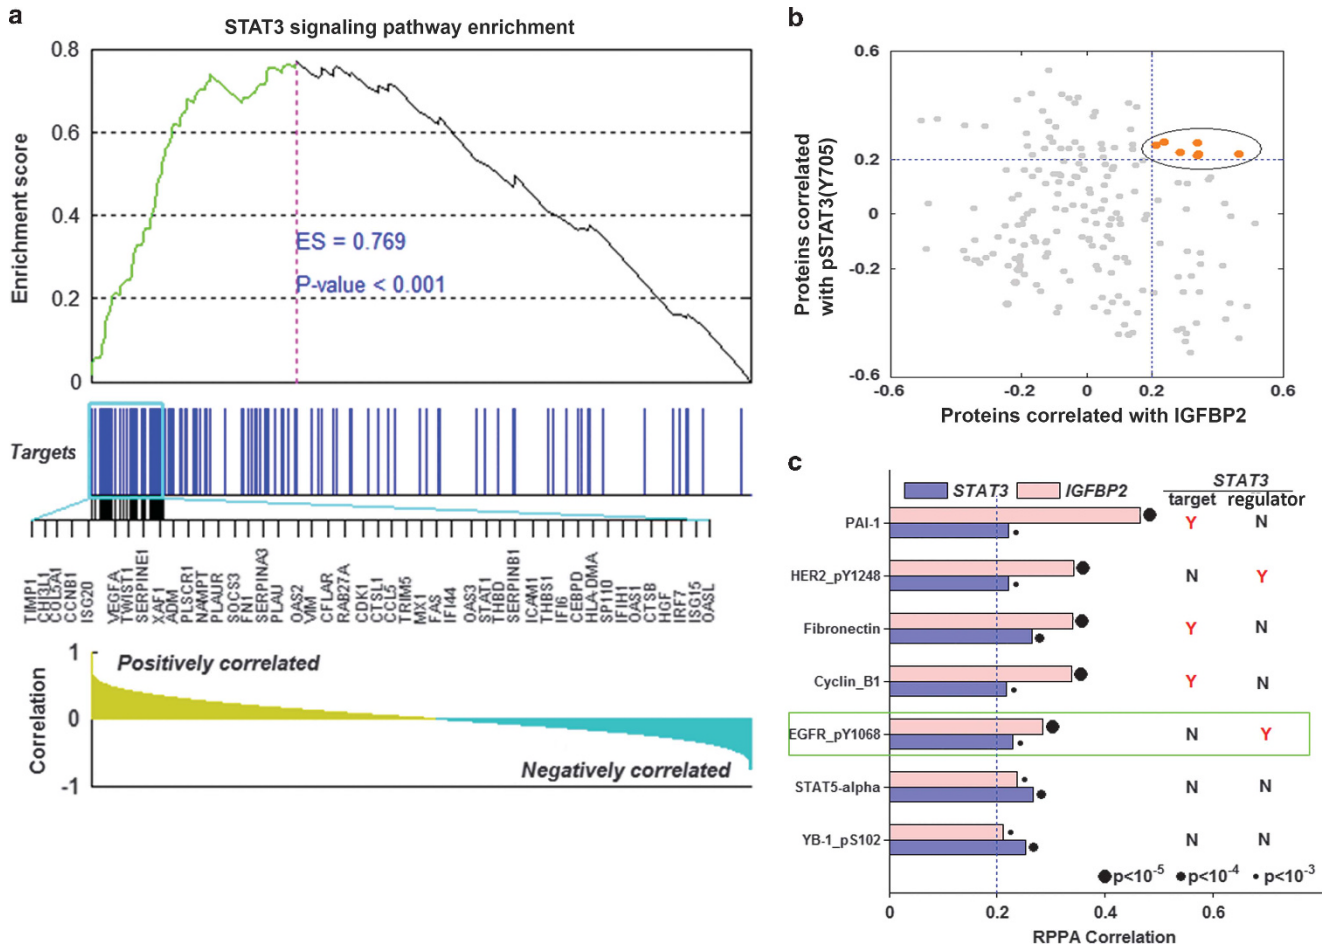 a
STAT3 signaling pathway enrichment
Enrichment score
0.8
0.6
0.4
0.2
0
ES = 0.769
P-value < 0.001
Targets
TIMP1
CHI3L1
COL5A1
CCNB1
ISG20
VEGFA
TWIST1
SERPINE1
XAF1
ADM
PLSCR1
NAMPT
PLAUR
SOCS3
FN1
SERPINA3
PLAU
OAS2
VIM
CFLAR
RAB27A
CDK1
CTSL1
CCL5
TRIM5
MX1
FAS
IFI44
OAS3
STAT1
THBD
SERPINB1
ICAM1
THBS1
IFI6
CEBPD
HLA-DMA
SP110
IFIH1
OAS1
CTSB
HGF
IRF7
ISG15
OASL
Correlation
1
0
-1
Positively correlated
Negatively correlated
b
Proteins correlated
with pSTAT3(Y705)
0.6
0.2
0
-0.2
-0.6
-0.6 -0.2 0 0.2 0.6
Proteins correlated with IGFBP2
c
STAT3 IGFBP2
STAT3
target regulator
PAI-1 Y N
HER2_pY1248 N Y
Fibronectin Y N
Cyclin_B1 Y N
EGFR_pY1068 N Y
STAT5-alpha N N
YB-1_pS102 N N
p<10-5 p<10-4 p<10-3
0 0.2 0.4 0.6
RPPA Correlation